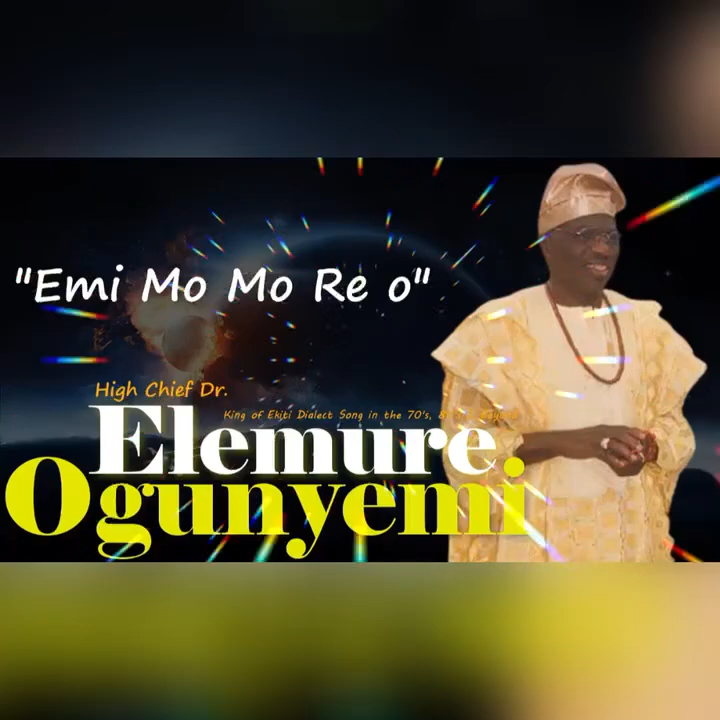 "Emi Mo Mo Re o"
High Chief Dr.
King of Ekiti Dialect Song in the 70's, 8
Elemure
Ogunyemi